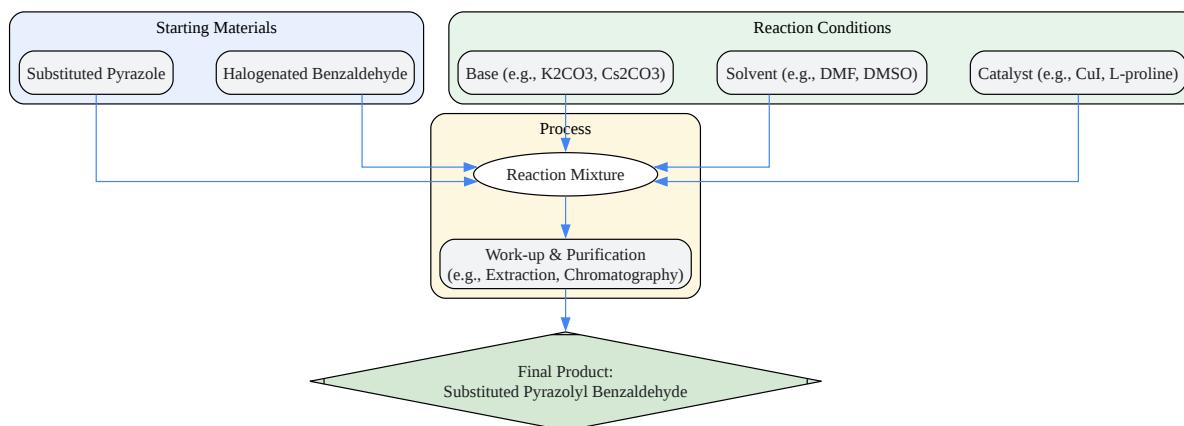 Starting Materials
Reaction Conditions
Substituted Pyrazole
Halogenated Benzaldehyde
Base (e.g., K2CO3, Cs2CO3)
Solvent (e.g., DMF, DMSO)
Catalyst (e.g., CuI, L-proline)
Process
Reaction Mixture
Work-up & Purification
(e.g., Extraction, Chromatography)
Final Product:
Substituted Pyrazolyl Benzaldehyde